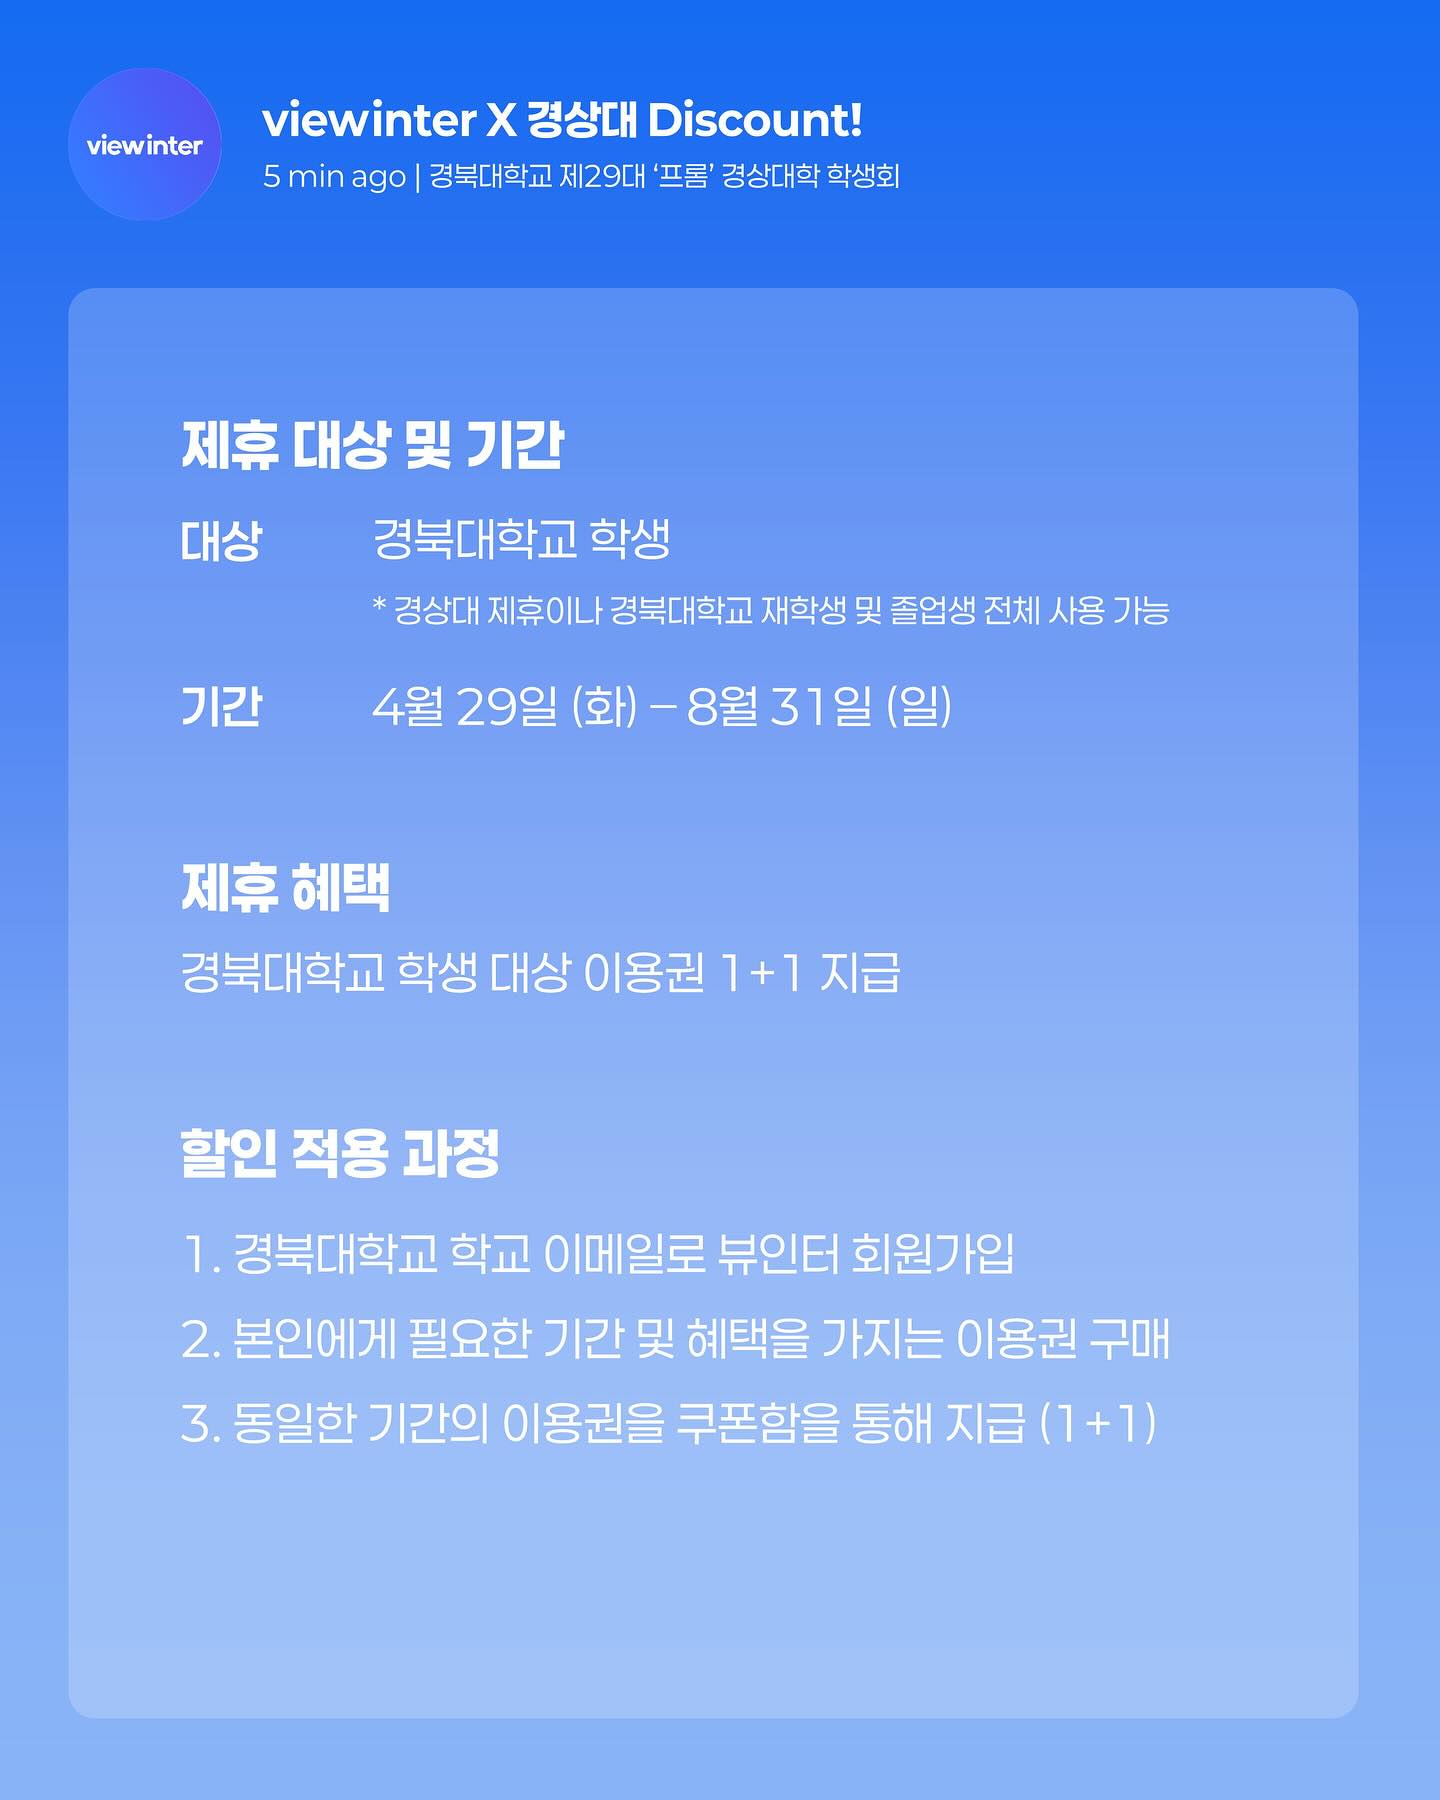 viewinter
viewinter X 경상대 Discount!
5 min ago | 경북대학교 제29대 ‘프롬’ 경상대학 학생회
제휴 대상 및 기간
대상 경북대학교 학생
* 경상대 제휴이나 경북대학교 재학생 및 졸업생 전체 사용 가능
기간 4월 29일 (화) – 8월 31일 (일)
제휴 혜택
경북대학교 학생 대상 이용권 1+1 지급
할인 적용 과정
1. 경북대학교 학교 이메일로 뷰인터 회원가입
2. 본인에게 필요한 기간 및 혜택을 가지는 이용권 구매
3. 동일한 기간의 이용권을 쿠폰함을 통해 지급 (1+1)